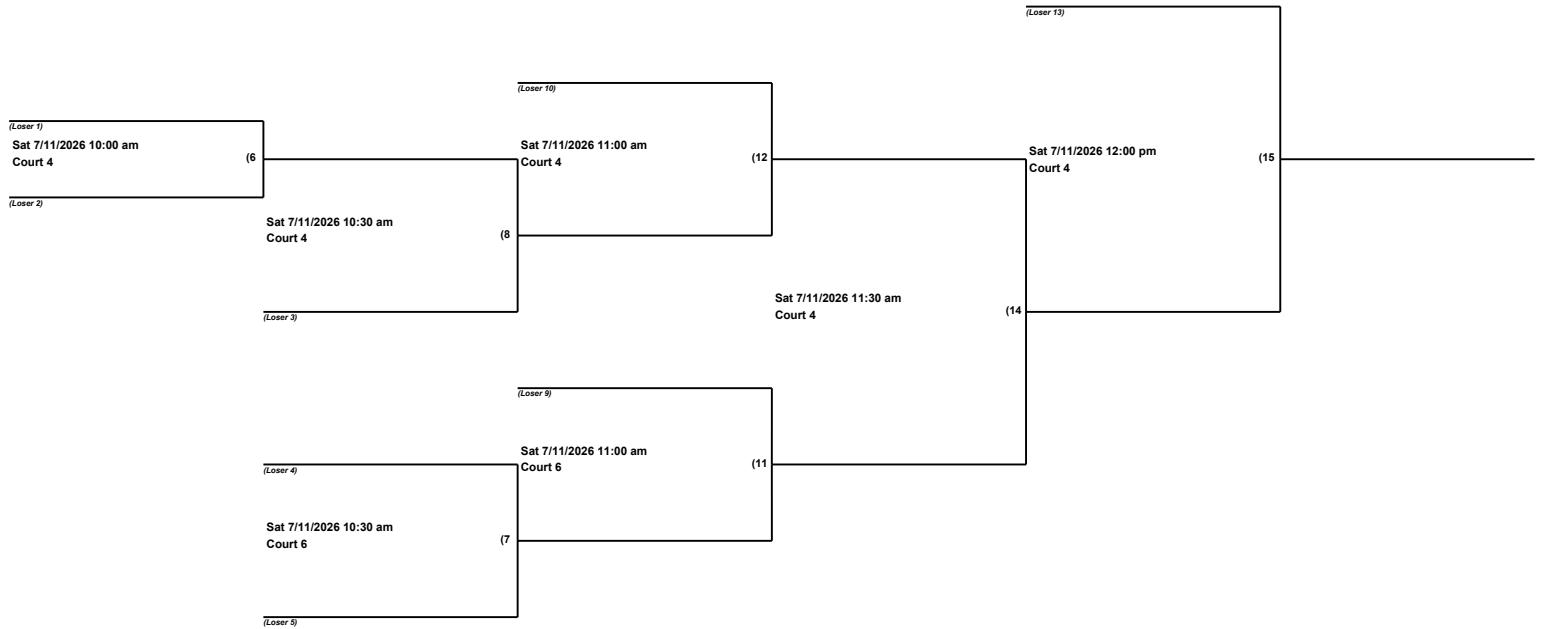 (Loser 13)
(Loser 10)
(Loser 1)
Sat 7/11/2026 10:00 am
Court 4
(6
(Loser 2)
Sat 7/11/2026 11:00 am
Court 4
(12
Sat 7/11/2026 12:00 pm
Court 4
(15
Sat 7/11/2026 10:30 am
Court 4
(8
(Loser 3)
Sat 7/11/2026 11:30 am
Court 4
(14
(Loser 9)
Sat 7/11/2026 11:00 am
Court 6
(11
(Loser 4)
Sat 7/11/2026 10:30 am
Court 6
(7
(Loser 5)